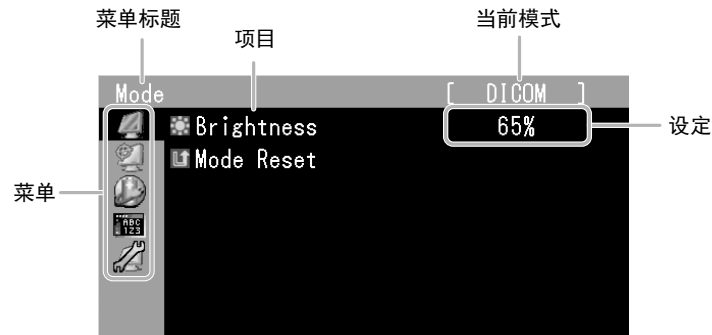 菜单标题
项目
当前模式
Mode
[ DICOM ]
Brightness
65%
设定
Mode Reset
菜单
ABC
123